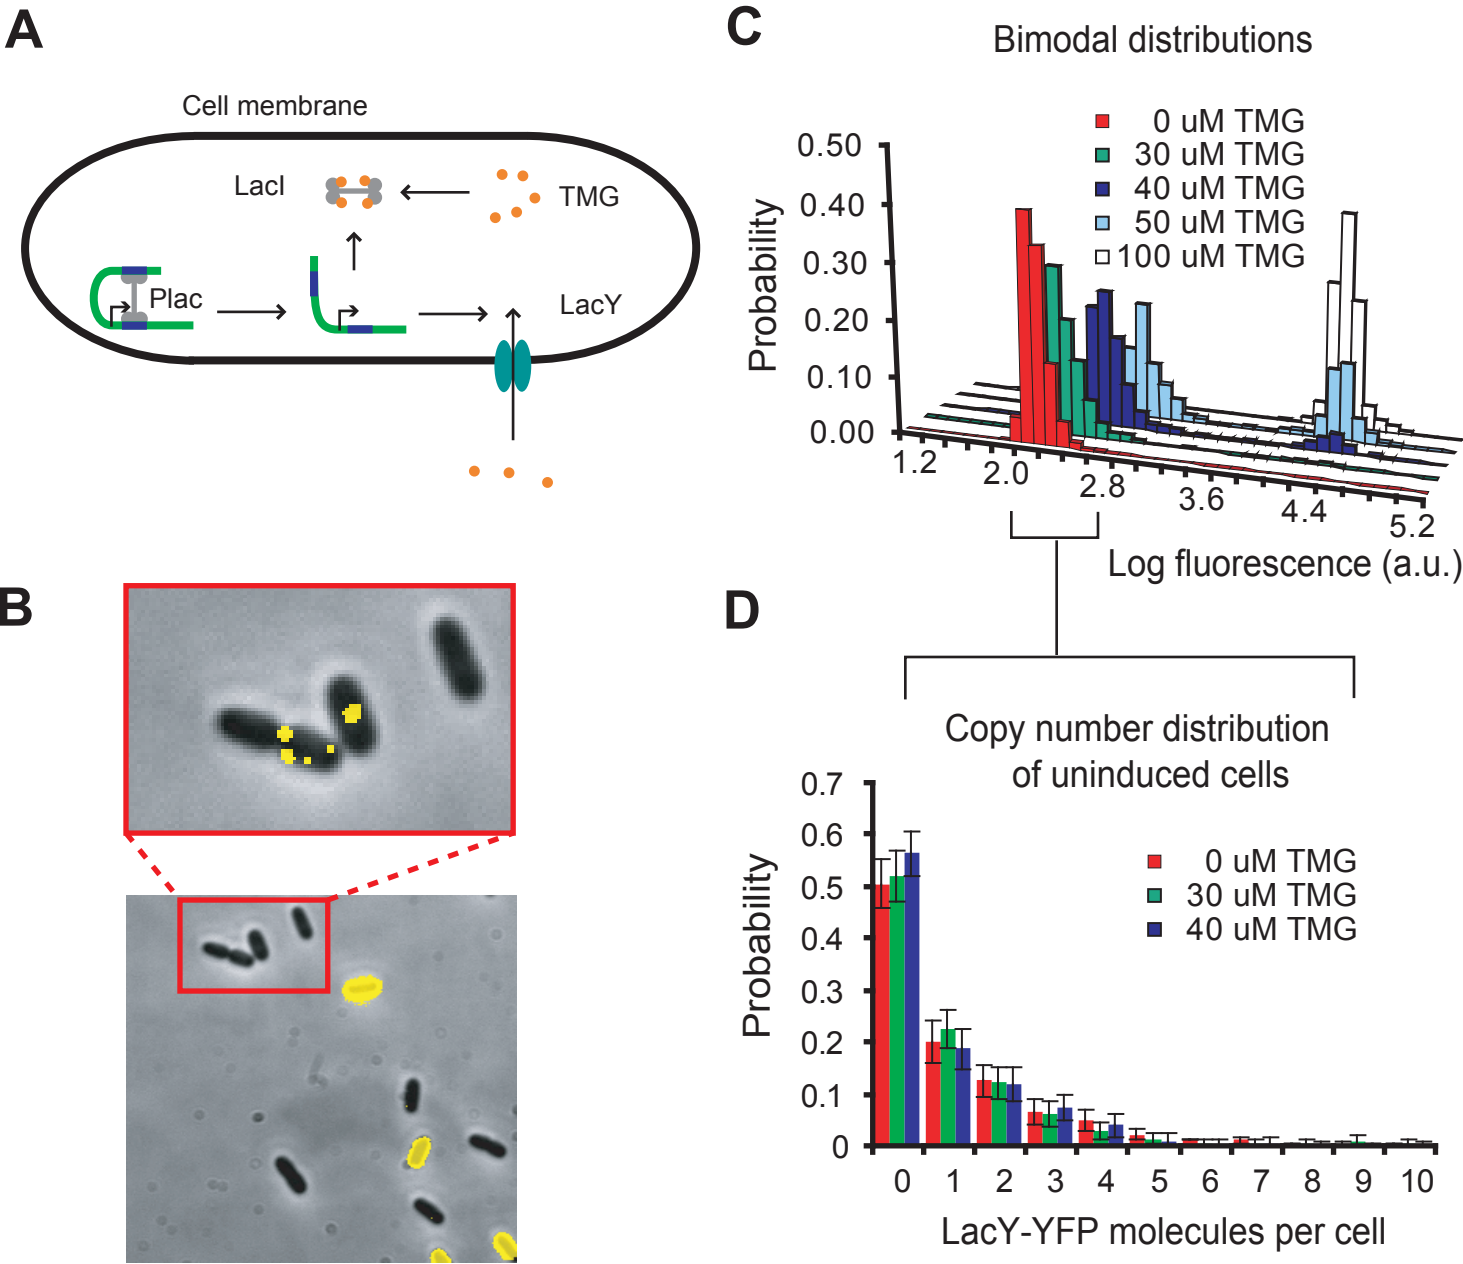 A
Cell membrane
LacI
TMG
Plac
LacY
B
C
Bimodal distributions
0 uM TMG
30 uM TMG
40 uM TMG
50 uM TMG
100 uM TMG
Probability
0.50
0.40
0.30
0.20
0.10
0.00
1.2
2.0
2.8
3.6
4.4
5.2
Log fluorescence (a.u.)
D
Copy number distribution
of uninduced cells
0 uM TMG
30 uM TMG
40 uM TMG
Probability
0.7
0.6
0.5
0.4
0.3
0.2
0.1
0
0 1 2 3 4 5 6 7 8 9 10
LacY-YFP molecules per cell